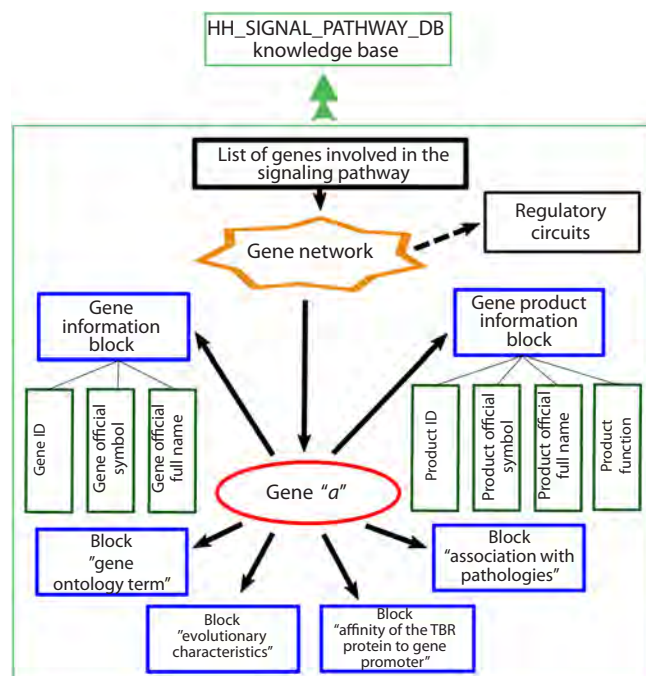 HH_SIGNAL_PATHWAY_DB
knowledge base
List of genes involved in the
signaling pathway
Gene network
Regulatory
circuits
Gene
information
block
Gene product
information
block
Gene ID
Gene official
symbol
Gene official
full name
Product ID
Product official
symbol
Product official
full name
Product
function
Gene "a"
Block
"gene
ontology term"
Block
"association with
pathologies"
Block
"evolutionary
characteristics"
Block
"affinity of the TBR
protein to gene
promoter"